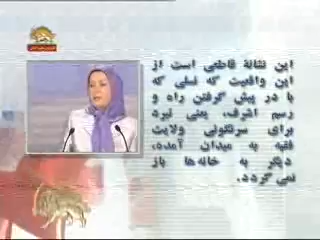 این نشانهٔ قاطعی است از
این واقعیت که نسلی که
با در پیش گرفتن راه و
رسم اشرف، یعنی نبرد
برای سرنگونی ولایت
فقیه به میدان آمده،
دیگر به خانه‌ها باز
نمی‌گردد.